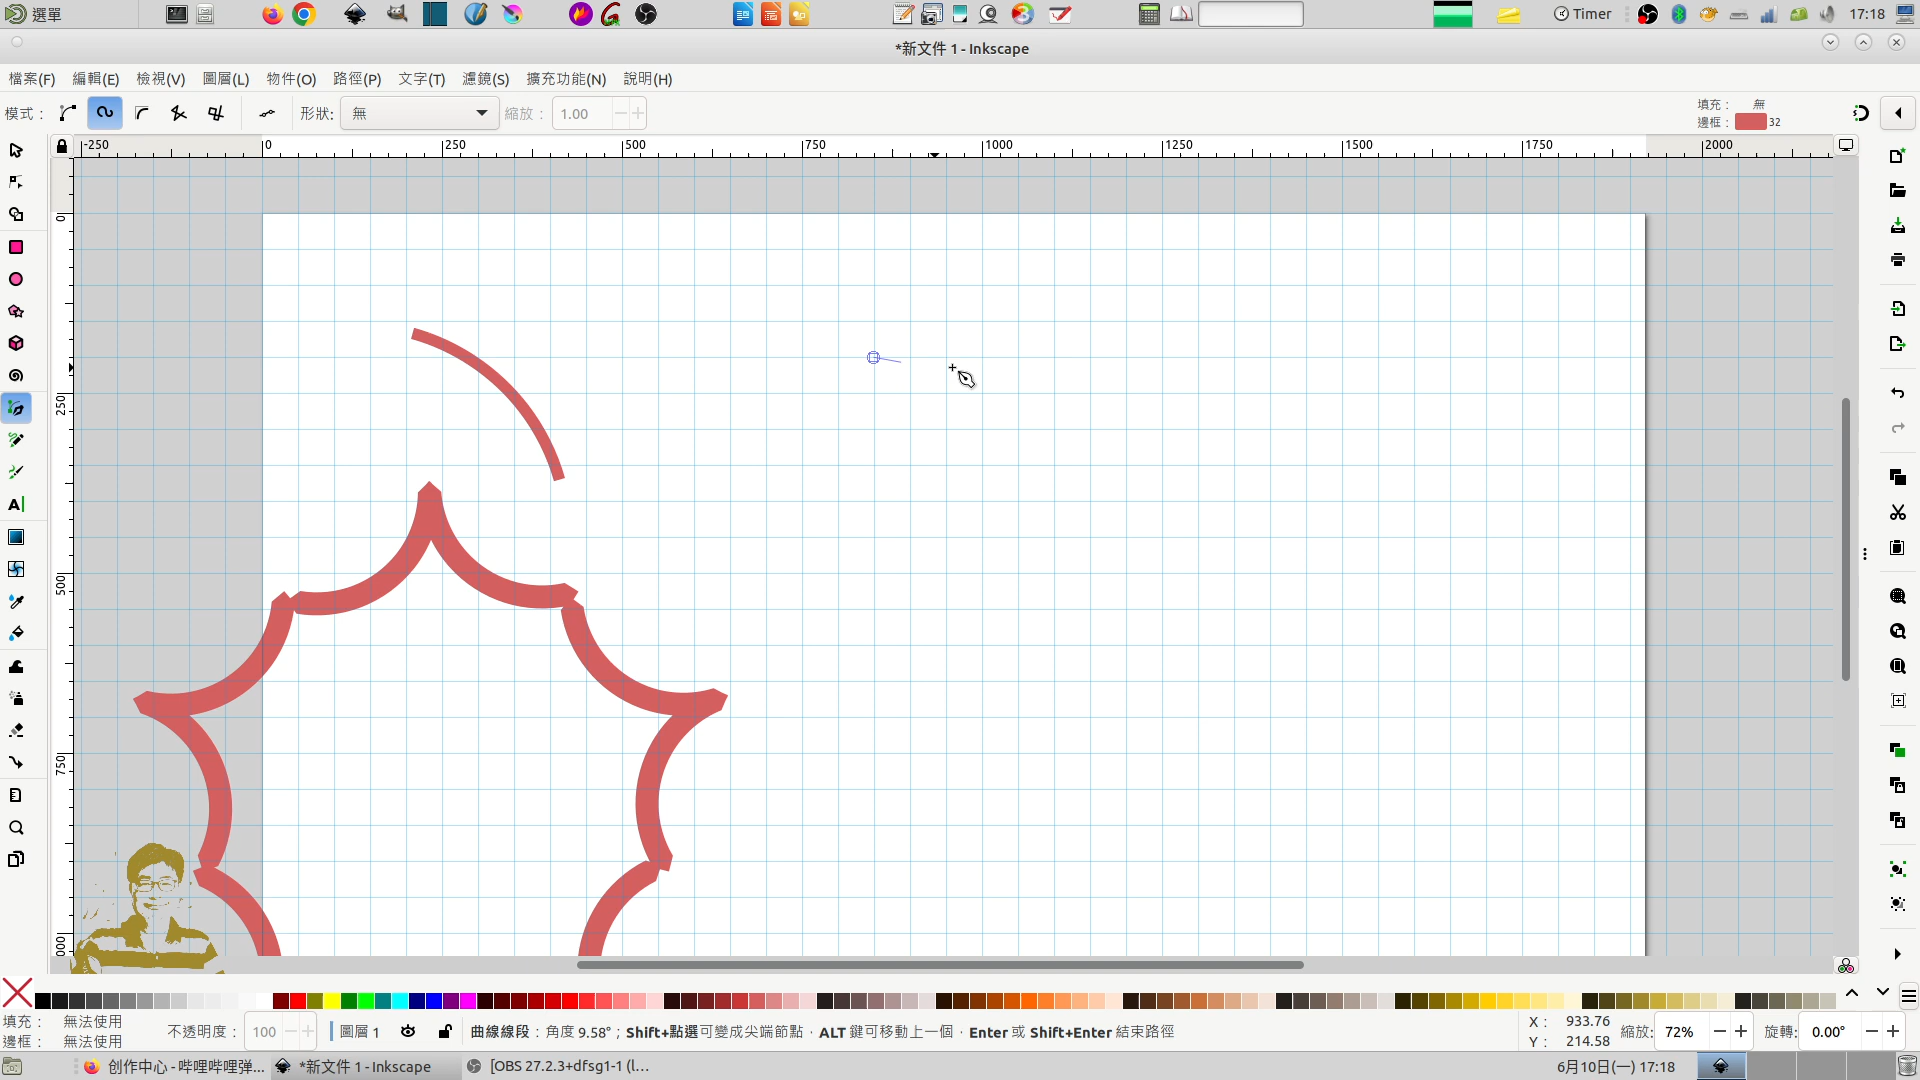 選單
Timer
17:18
*新文件 1 - Inkscape
檔案(F) 編輯(E) 檢視(V) 圖層(L) 物件(O) 路徑(P) 文字(T) 濾鏡(S) 擴充功能(N) 說明(H)
模式： 形狀: 無 縮放： 1.00
填充： 無
邊框： 32
-250 0 250 500 750 1000 1250 1500 1750 2000
0
250
500
750
000
填充： 無法使用
邊框： 無法使用
不透明度： 100
圖層 1
曲線線段：角度 9.58°；Shift+點選可變成尖端節點，ALT 鍵可移動上一個，Enter 或 Shift+Enter 結束路徑
X： 933.76
Y： 214.58
縮放: 72%
旋轉: 0.00°
创作中心 - 哔哩哔哩弹...
*新文件 1 - Inkscape
[OBS 27.2.3+dfsg1-1 (l...
6月10日(一) 17:18